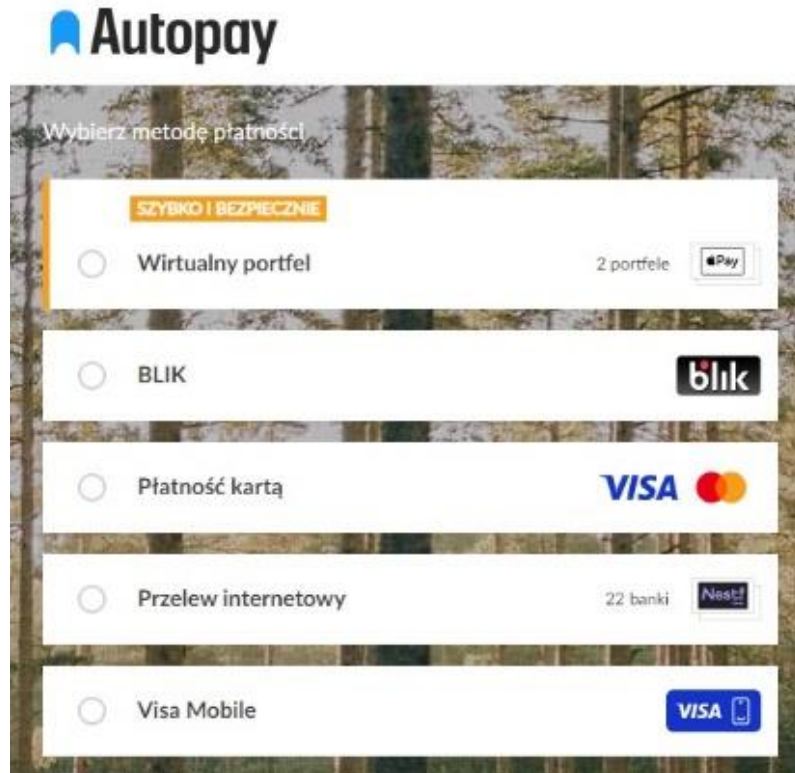 Autopay
Wybierz metodę płatności
SZYBKO I BEZPIECZNIE
Wirtualny portfel 2 portfele Pay
BLIK blik
Płatność kartą VISA
Przelew internetowy 22 banki Nest!
Visa Mobile VISA